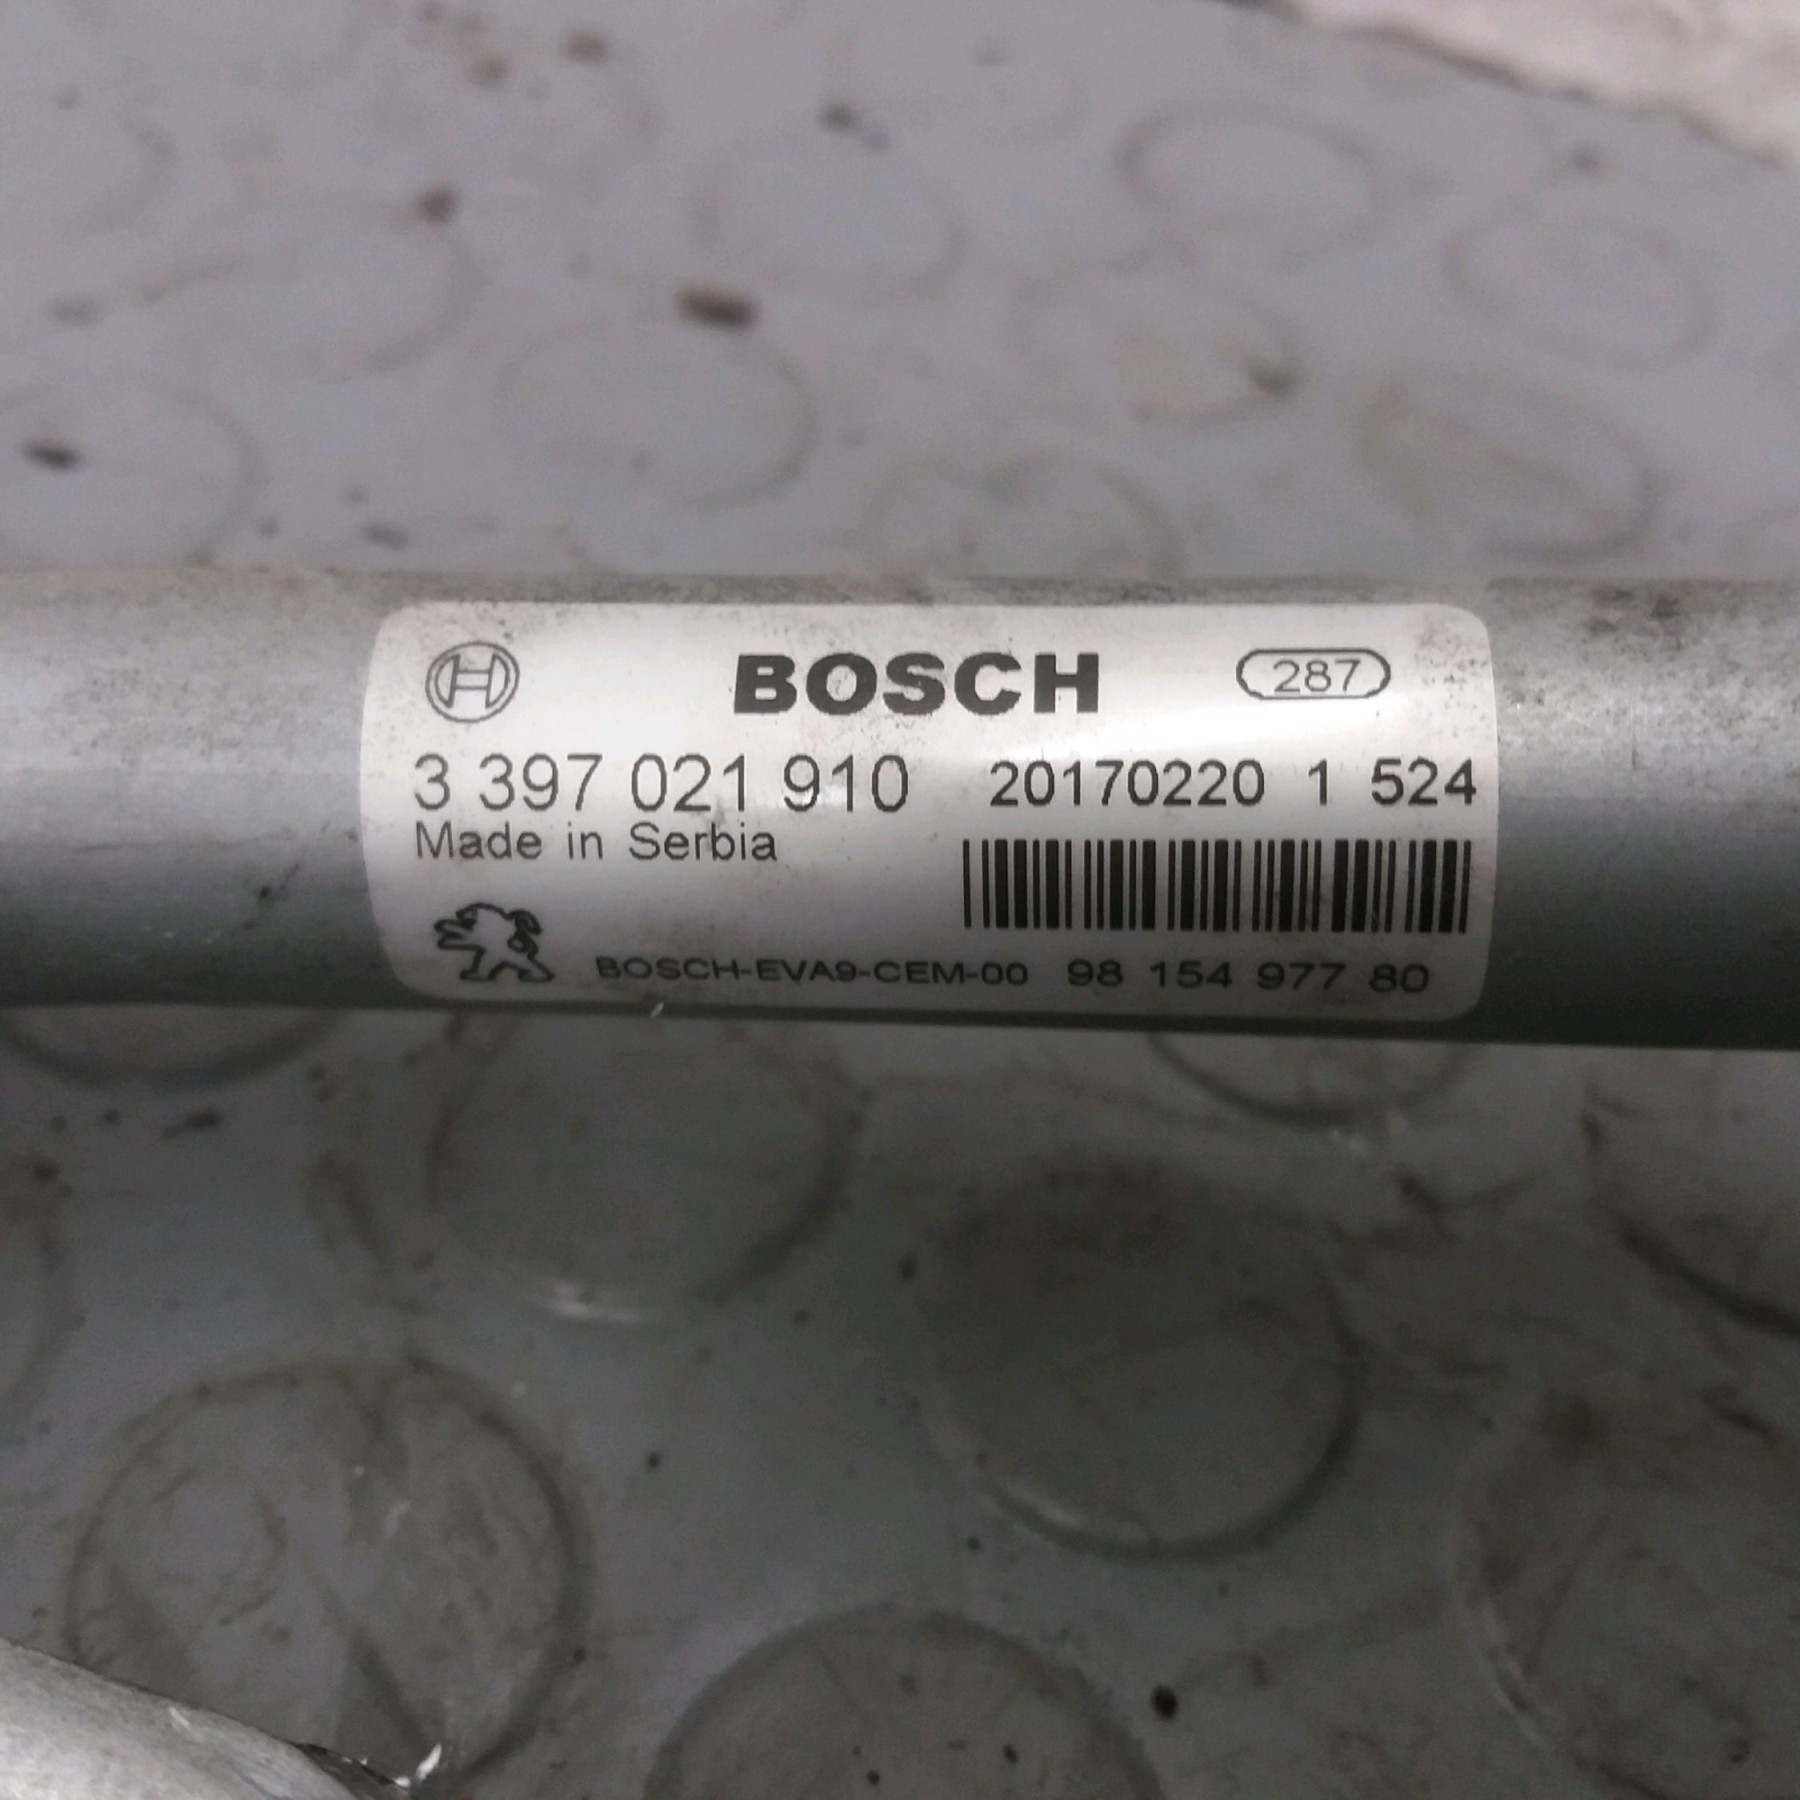 BOSCH 287
3 397 021 910 20170220 1 524
Made in Serbia
BOSCH-EVA9-CEM-00 98 154 977 80